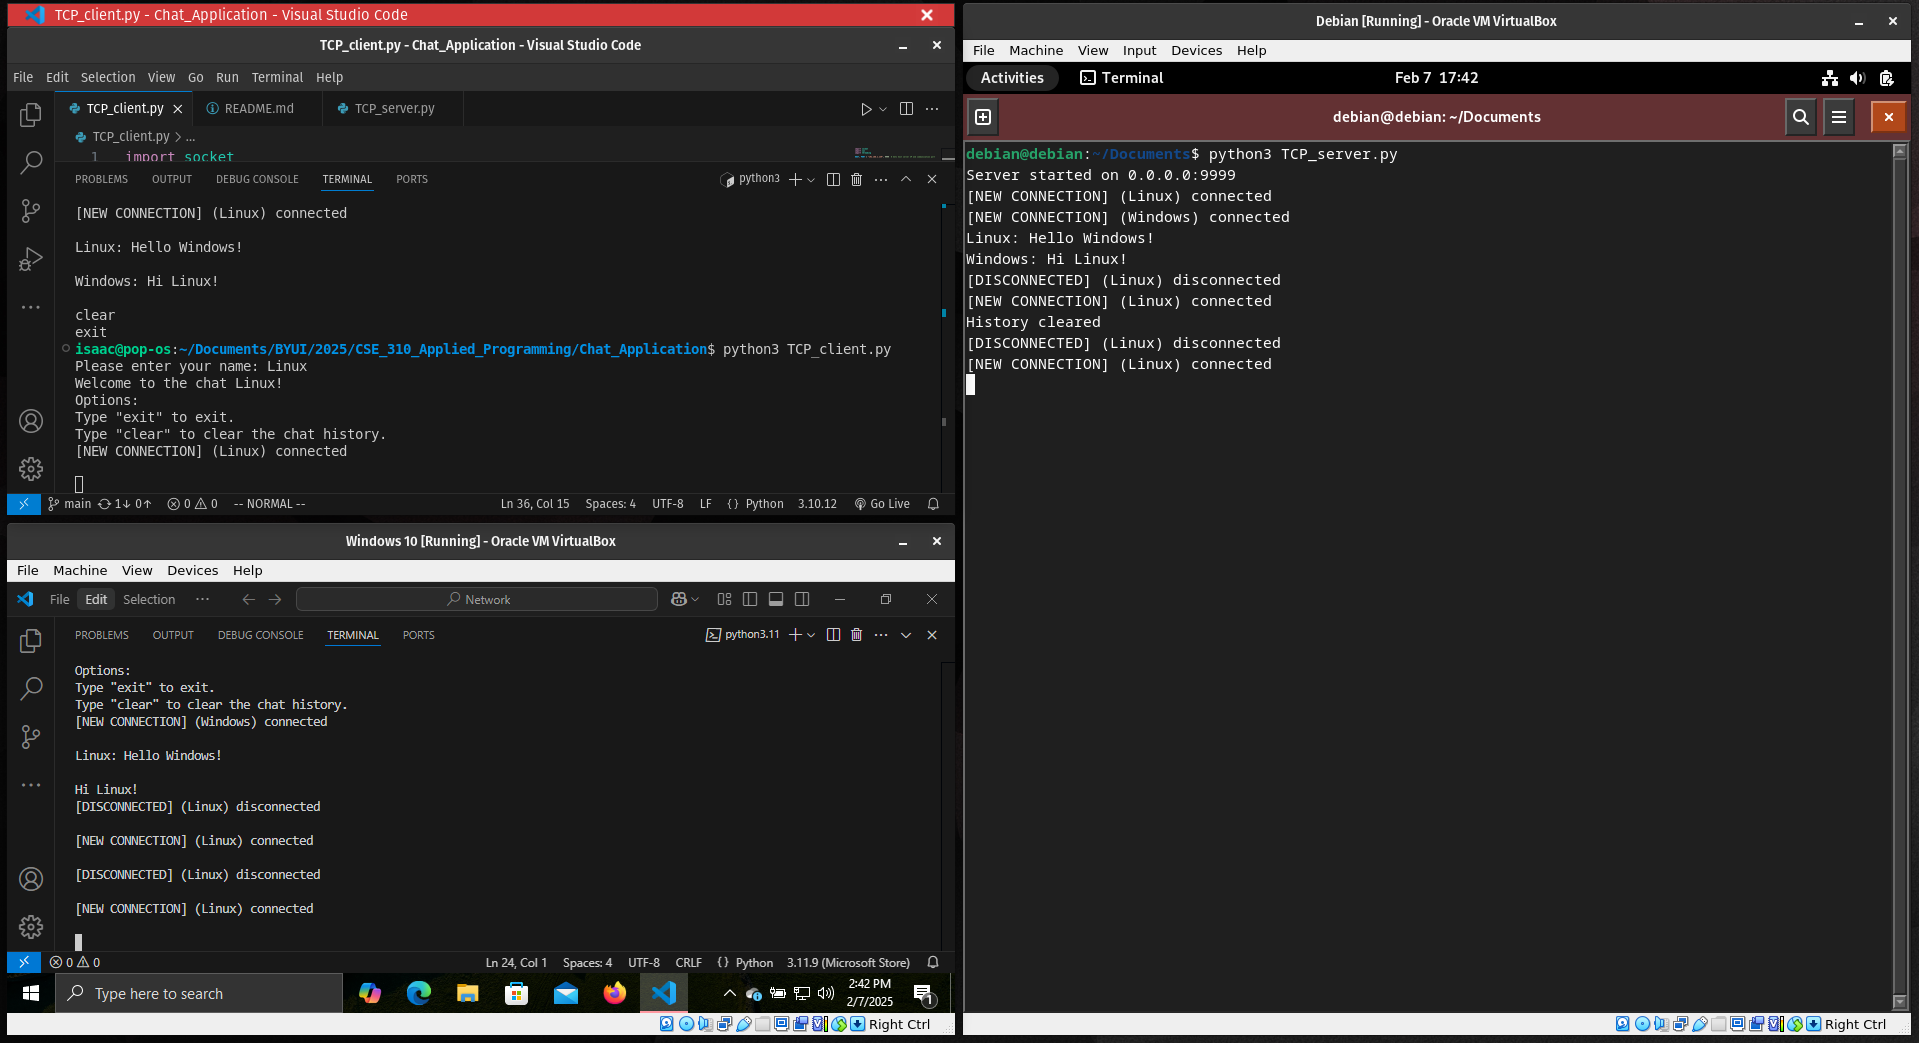 TCP_client.py - Chat_Application - Visual Studio Code
TCP_client.py - Chat_Application - Visual Studio Code
File Edit Selection View Go Run Terminal Help
TCP_client.py README.md TCP_server.py
TCP_client.py > ...
1 import socket
PROBLEMS OUTPUT DEBUG CONSOLE TERMINAL PORTS python3
[NEW CONNECTION] (Linux) connected
Linux: Hello Windows!
Windows: Hi Linux!
clear
exit
isaac@pop-os:~/Documents/BYUI/2025/CSE_310_Applied_Programming/Chat_Application$ python3 TCP_client.py
Please enter your name: Linux
Welcome to the chat Linux!
Options:
Type "exit" to exit.
Type "clear" to clear the chat history.
[NEW CONNECTION] (Linux) connected
main 1↓ 0↑ 0 0 -- NORMAL -- Ln 36, Col 15 Spaces: 4 UTF-8 LF {} Python 3.10.12 Go Live
Windows 10 [Running] - Oracle VM VirtualBox
File Machine View Devices Help
File Edit Selection ... Network
PROBLEMS OUTPUT DEBUG CONSOLE TERMINAL PORTS python3.11
Options:
Type "exit" to exit.
Type "clear" to clear the chat history.
[NEW CONNECTION] (Windows) connected
Linux: Hello Windows!
Hi Linux!
[DISCONNECTED] (Linux) disconnected
[NEW CONNECTION] (Linux) connected
[DISCONNECTED] (Linux) disconnected
[NEW CONNECTION] (Linux) connected
0 0 Ln 24, Col 1 Spaces: 4 UTF-8 CRLF {} Python 3.11.9 (Microsoft Store)
Type here to search 2:42 PM
2/7/2025 1
Right Ctrl
Debian [Running] - Oracle VM VirtualBox
File Machine View Input Devices Help
Activities Terminal Feb 7 17:42
debian@debian: ~/Documents
debian@debian:~/Documents$ python3 TCP_server.py
Server started on 0.0.0.0:9999
[NEW CONNECTION] (Linux) connected
[NEW CONNECTION] (Windows) connected
Linux: Hello Windows!
Windows: Hi Linux!
[DISCONNECTED] (Linux) disconnected
[NEW CONNECTION] (Linux) connected
History cleared
[DISCONNECTED] (Linux) disconnected
[NEW CONNECTION] (Linux) connected
Right Ctrl